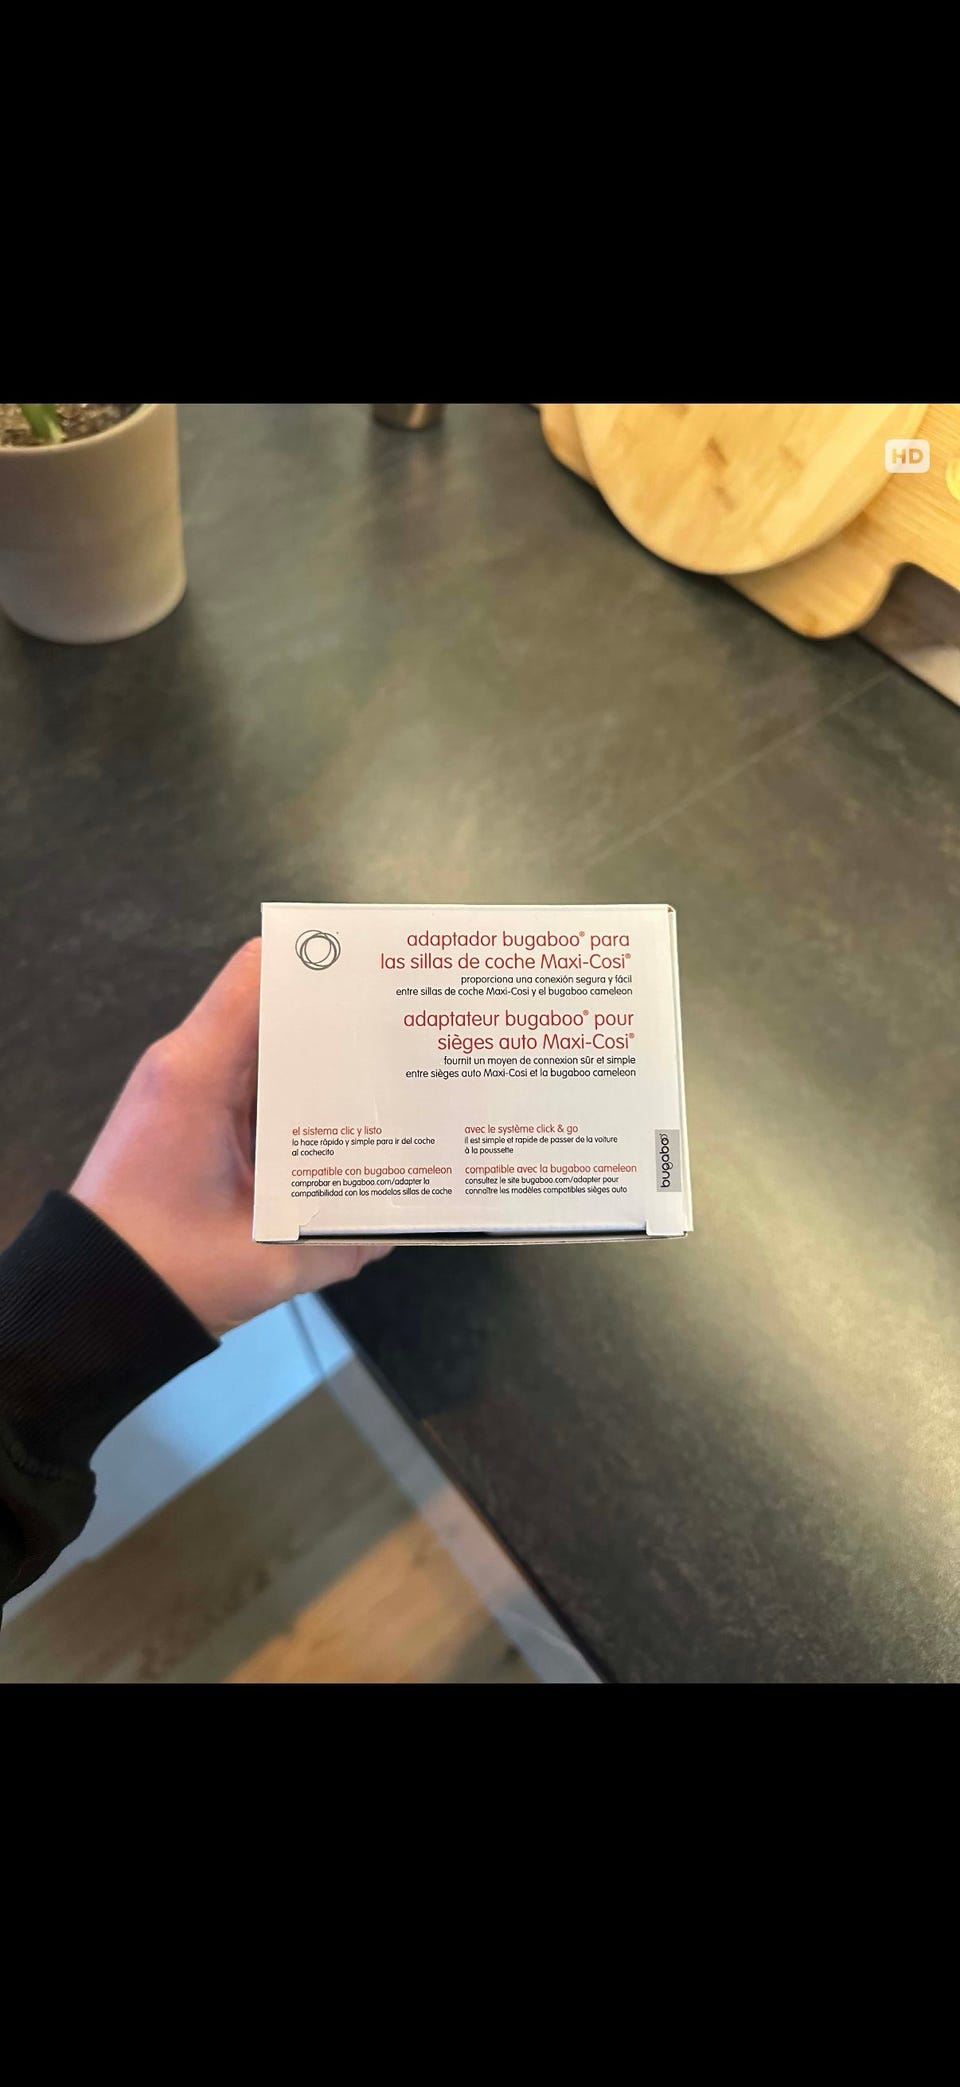 HD
adaptador bugaboo® para
las sillas de coche Maxi-Cosi®
proporciona una conexión segura y fácil
entre sillas de coche Maxi-Cosi y el bugaboo cameleon
adaptateur bugaboo® pour
sièges auto Maxi-Cosi®
fournit un moyen de connexion sûr et simple
entre sièges auto Maxi-Cosi et la bugaboo cameleon
el sistema clic y listo
lo hace rápido y simple para ir del coche
al cochecito
compatible con bugaboo cameleon
comprobar en bugaboo.com/adapter la
compatibilidad con los modelos sillas de coche
avec le système click & go
il est simple et rapide de passer de la voiture
à la poussette
compatible avec la bugaboo cameleon
consultez le site bugaboo.com/adapter pour
connaître les modèles compatibles sièges auto
bugaboo